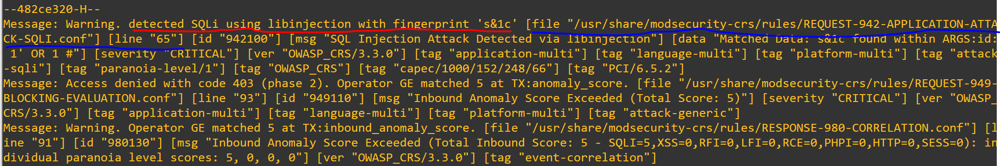 --482ce320-H--
Message: Warning. detected SQLi using libinjection with fingerprint 's&1c' [file "/usr/share/modsecurity-crs/rules/REQUEST-942-APPLICATION-ATTA
CK-SQLI.conf"] [line "65"] [id "942100"] [msg "SQL Injection Attack Detected via libinjection"] [data "Matched Data: s&1c found within ARGS:id:
 1' OR 1 #"] [severity "CRITICAL"] [ver "OWASP_CRS/3.3.0"] [tag "application-multi"] [tag "language-multi"] [tag "platform-multi"] [tag "attack
-sqli"] [tag "paranoia-level/1"] [tag "OWASP_CRS"] [tag "capec/1000/152/248/66"] [tag "PCI/6.5.2"]
Message: Access denied with code 403 (phase 2). Operator GE matched 5 at TX:anomaly_score. [file "/usr/share/modsecurity-crs/rules/REQUEST-949-
BLOCKING-EVALUATION.conf"] [line "93"] [id "949110"] [msg "Inbound Anomaly Score Exceeded (Total Score: 5)"] [severity "CRITICAL"] [ver "OWASP_
CRS/3.3.0"] [tag "application-multi"] [tag "language-multi"] [tag "platform-multi"] [tag "attack-generic"]
Message: Warning. Operator GE matched 5 at TX:inbound_anomaly_score. [file "/usr/share/modsecurity-crs/rules/RESPONSE-980-CORRELATION.conf"] [l
ine "91"] [id "980130"] [msg "Inbound Anomaly Score Exceeded (Total Inbound Score: 5 - SQLI=5,XSS=0,RFI=0,LFI=0,RCE=0,PHPI=0,HTTP=0,SESS=0): in
dividual paranoia level scores: 5, 0, 0, 0"] [ver "OWASP_CRS/3.3.0"] [tag "event-correlation"]